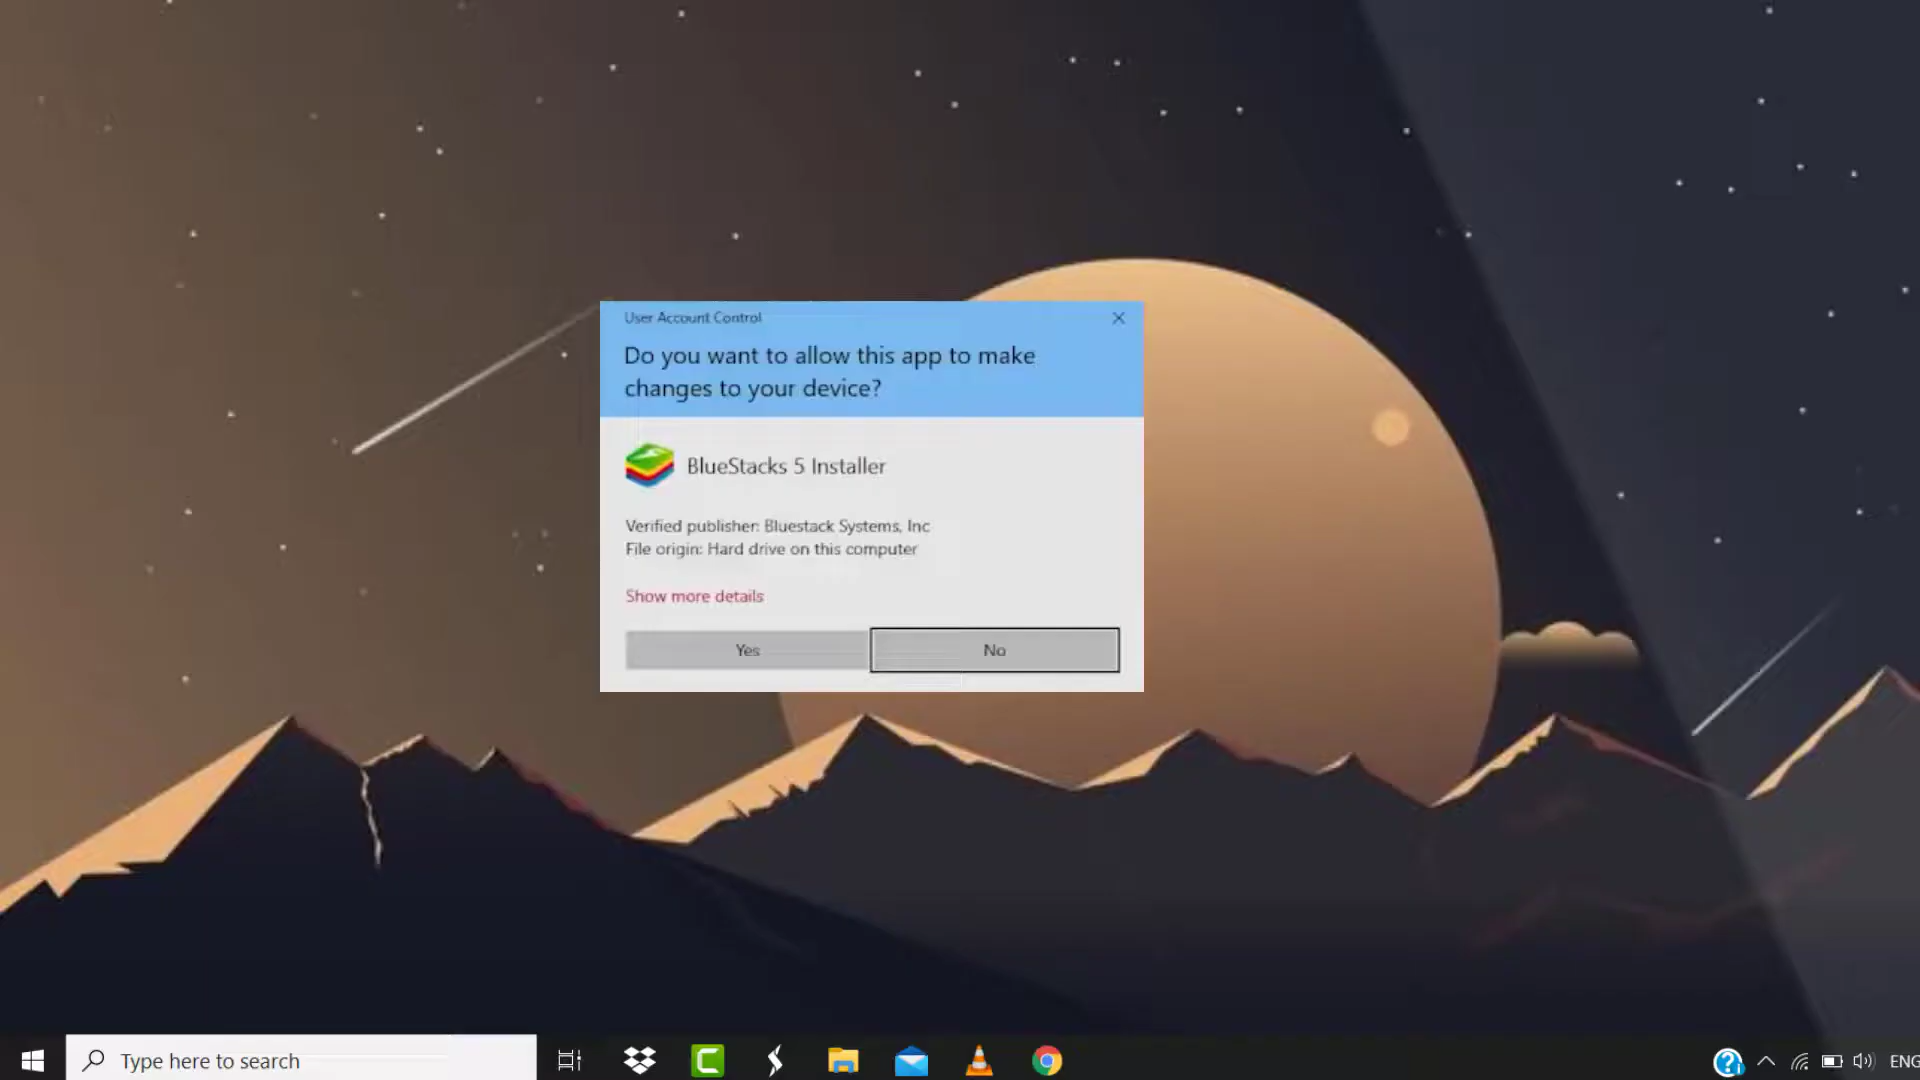 User Account Control
Do you want to allow this app to make
changes to your device?
BlueStacks 5 Installer
Verified publisher: Bluestack Systems, Inc
File origin: Hard drive on this computer
Show more details
Yes
No
Type here to search
ENG